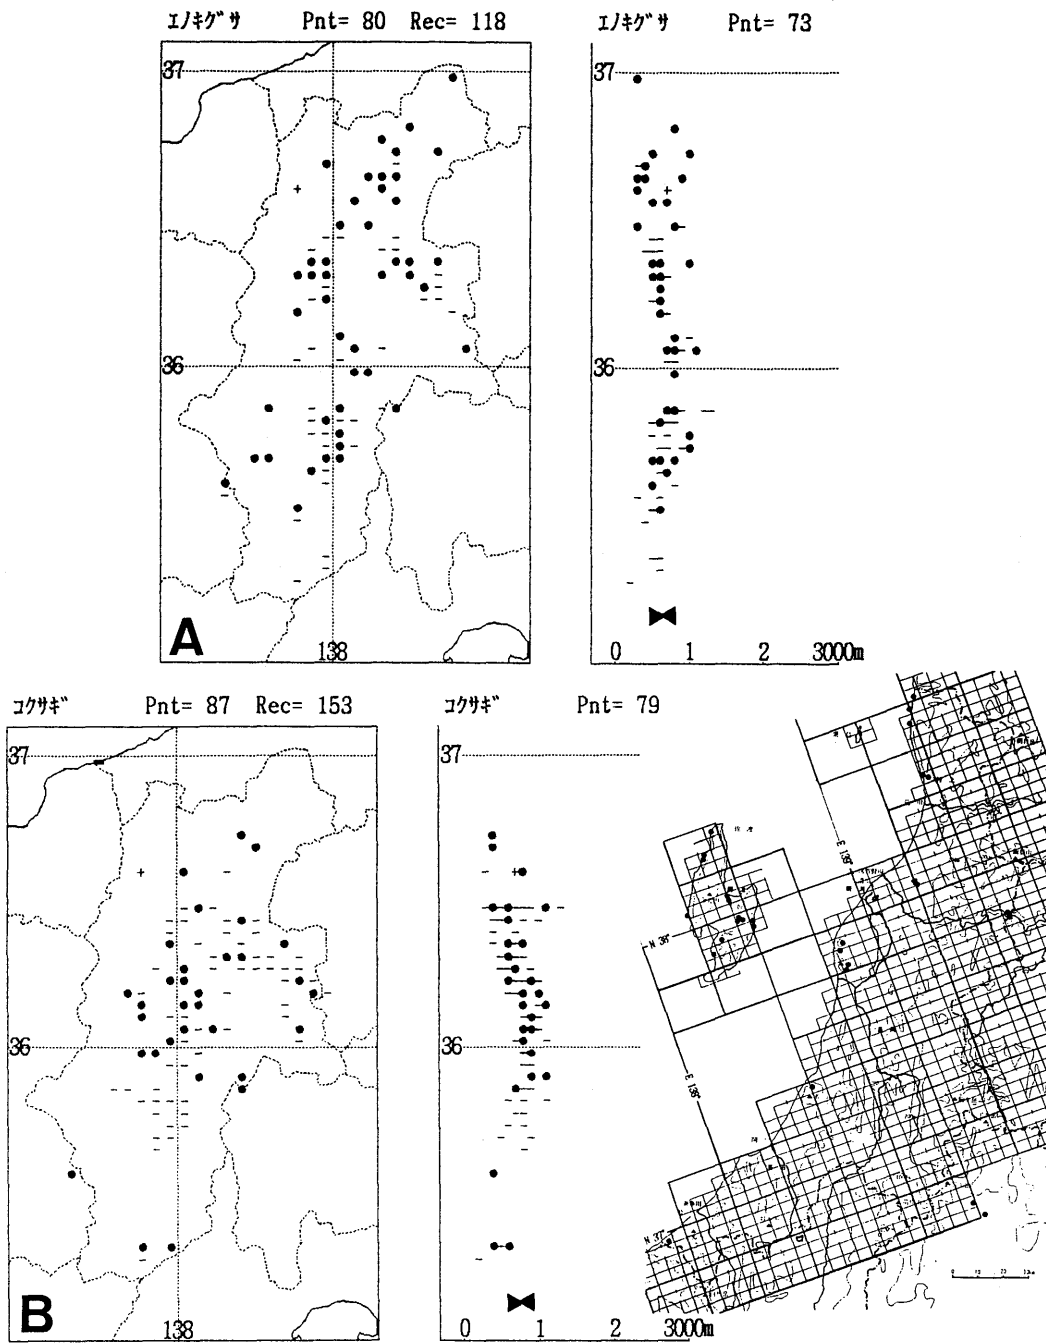 ｴﾉｷｸﾞｻ Pnt= 80 Rec= 118
37
36
A
138
ｴﾉｷｸﾞｻ Pnt= 73
37
36
0 1 2 3000m
ｺｸｻｷﾞ Pnt= 87 Rec= 153
37
36
B
138
ｺｸｻｷﾞ Pnt= 79
37
36
0 1 2 3000m
E 139°
N 38°
E 138°
N 37°